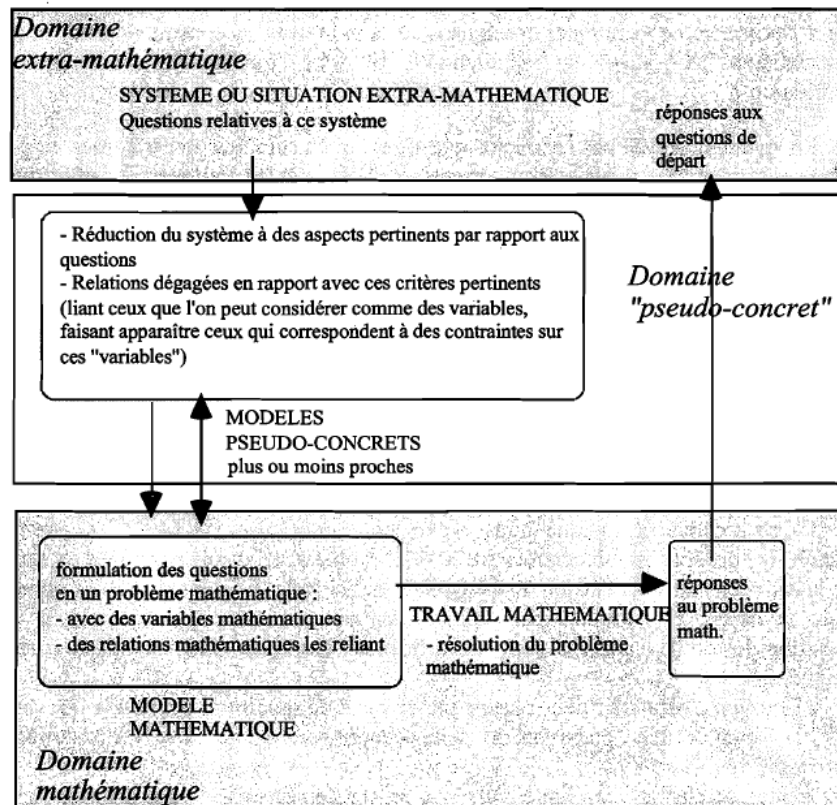 Domaine
extra-mathématique
SYSTEME OU SITUATION EXTRA-MATHEMATIQUE
Questions relatives à ce système
réponses aux
questions de
départ
- Réduction du système à des aspects pertinents par rapport aux
questions
- Relations dégagées en rapport avec ces critères pertinents
(liant ceux que l'on peut considérer comme des variables,
faisant apparaître ceux qui correspondent à des contraintes sur
ces "variables")
Domaine
"pseudo-concret"
MODELES
PSEUDO-CONCRETS
plus ou moins proches
formulation des questions
en un problème mathématique :
- avec des variables mathématiques
- des relations mathématiques les reliant
TRAVAIL MATHEMATIQUE
- résolution du problème
mathématique
réponses
au problème
math.
MODELE
MATHEMATIQUE
Domaine
mathématique